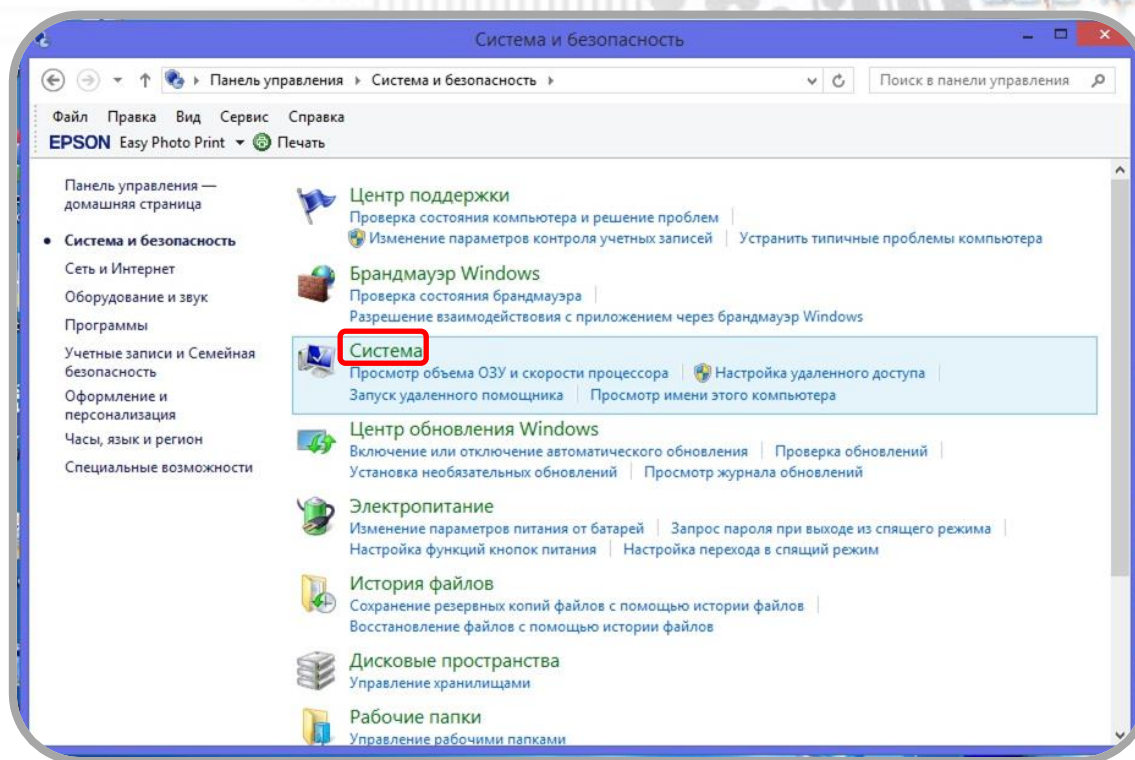 Система и безопасность
Панель управления Система и безопасность
Поиск в панели управления
Файл Правка Вид Сервис Справка
EPSON Easy Photo Print Печать
Панель управления —
домашняя страница
Система и безопасность
Сеть и Интернет
Оборудование и звук
Программы
Учетные записи и Семейная
безопасность
Оформление и
персонализация
Часы, язык и регион
Специальные возможности
Центр поддержки
Проверка состояния компьютера и решение проблем
Изменение параметров контроля учетных записей Устранить типичные проблемы компьютера
Брандмауэр Windows
Проверка состояния брандмауэра
Разрешение взаимодействовия с приложением через брандмауэр Windows
Система
Просмотр объема ОЗУ и скорости процессора Настройка удаленного доступа
Запуск удаленного помощника Просмотр имени этого компьютера
Центр обновления Windows
Включение или отключение автоматического обновления Проверка обновлений
Установка необязательных обновлений Просмотр журнала обновлений
Электропитание
Изменение параметров питания от батарей Запрос пароля при выходе из спящего режима
Настройка функций кнопок питания Настройка перехода в спящий режим
История файлов
Сохранение резервных копий файлов с помощью истории файлов
Восстановление файлов с помощью истории файлов
Дисковые пространства
Управление хранилищами
Рабочие папки
Управление рабочими папками